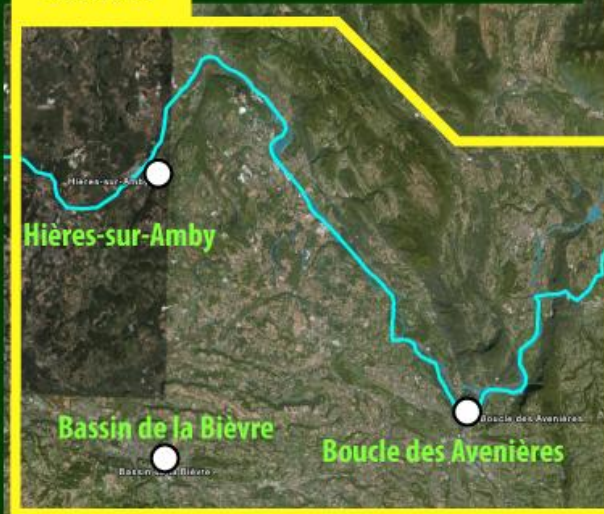 Hières-sur-Amby
Hières-sur-Amby
Boucle des Avenières
Bassin de la Bièvre
Boucle des Avenières
Bassin de la Bièvre